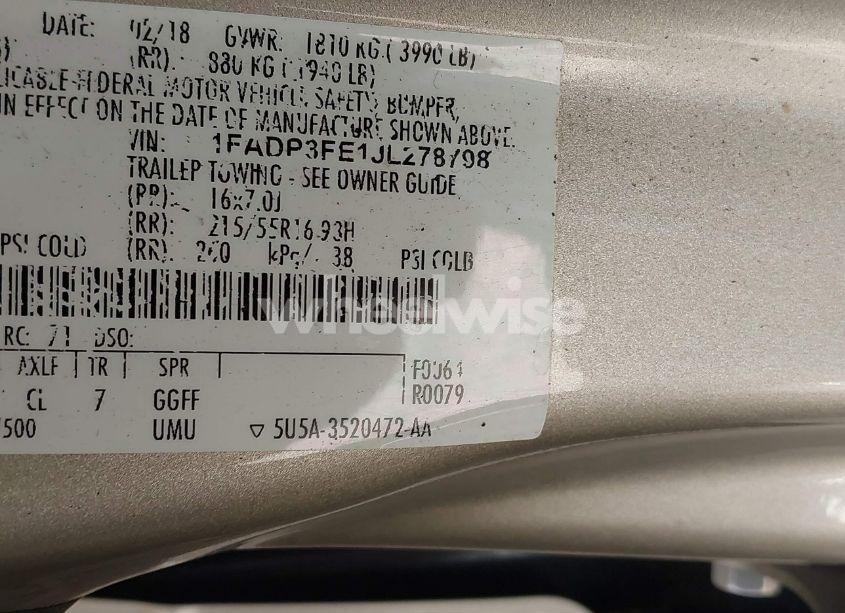 DATE: 02/18 GVWR: 1810 KG ( 3990 LB)
(RR): 880 KG ( 1940 LB)
FEDERAL MOTOR VEHICLE SAFETY BUMPER,
IN EFFECT ON THE DATE OF MANUFACTURE SHOWN ABOVE.
VIN: 1FADP3FE1JL278798
TRAILER TOWING - SEE OWNER GUIDE
16x7.0J
(RR): 215/55R16 93H
PSI COLD (RR): 260 kPa/ 38 PSI COLD
wheelwise
RC: 71 DSO:
AXLE TR SPR
F0061
CL 7 GGFF R0079
UMU ▽ 5U5A-3520472-AA